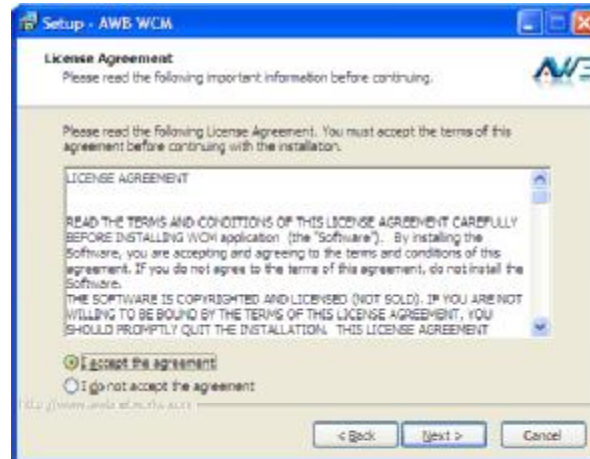 Setup - AWB WCM
License Agreement
Please read the following important information before continuing.
Please read the following License Agreement. You must accept the terms of this
agreement before continuing with the installation.
LICENSE AGREEMENT
READ THE TERMS AND CONDITIONS OF THIS LICENSE AGREEMENT CAREFULLY
BEFORE INSTALLING WCM application (the "Software"). By installing the
Software, you are accepting and agreeing to the terms and conditions of this
agreement. If you do not agree to the terms of this agreement, do not install the
Software.
THE SOFTWARE IS COPYRIGHTED AND LICENSED (NOT SOLD). IF YOU ARE NOT
WILLING TO BE BOUND BY THE TERMS OF THIS LICENSE AGREEMENT, YOU
SHOULD PROMPTLY QUIT THE INSTALLATION. THIS LICENSE AGREEMENT
I accept the agreement
I do not accept the agreement
< Back
Next >
Cancel